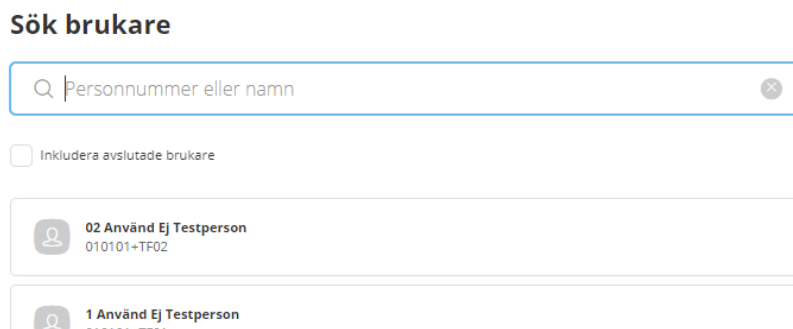 Sök brukare
Personnummer eller namn
Inkludera avslutade brukare
02 Använd Ej Testperson
010101+TF02
1 Använd Ej Testperson